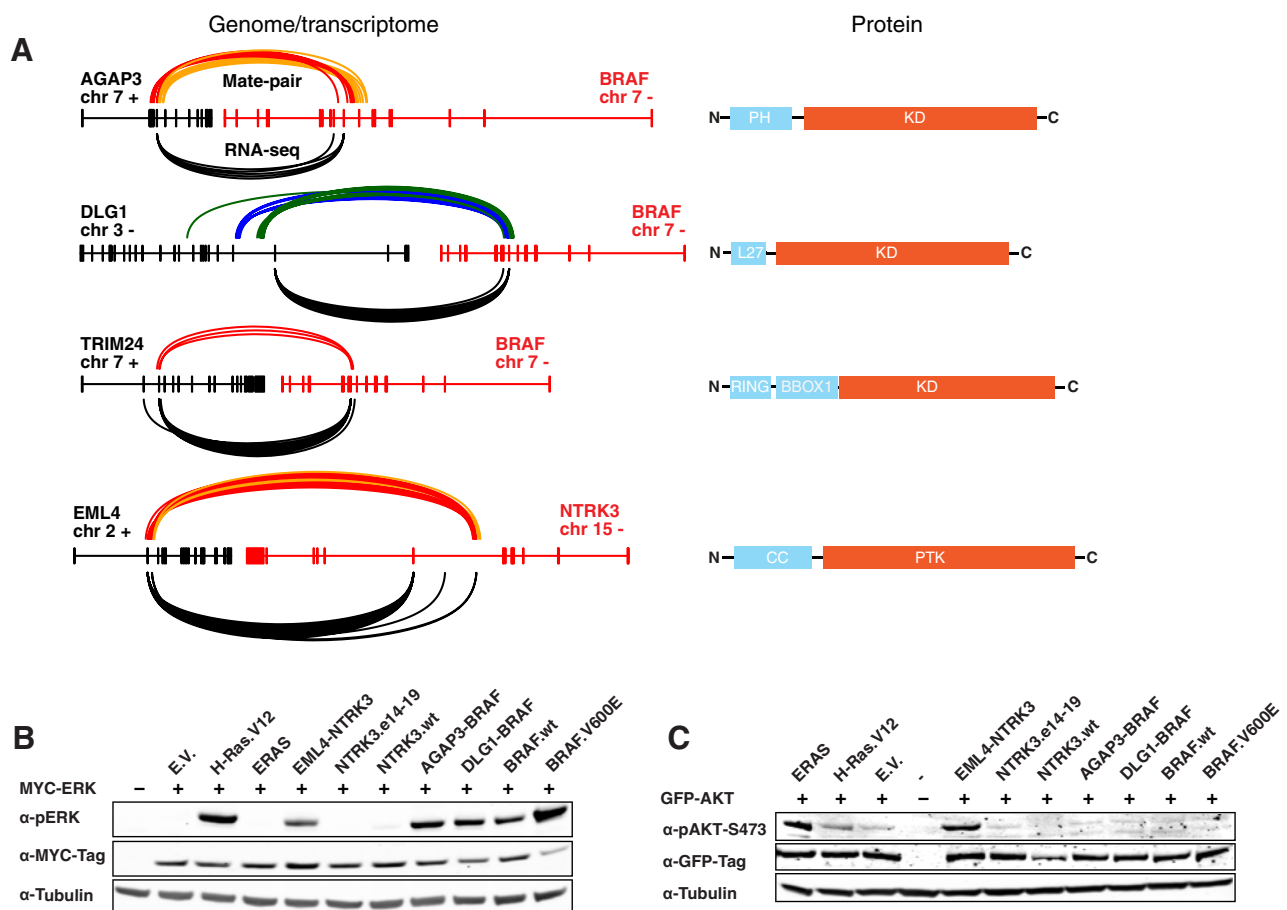 Genome/transcriptome
Protein
A
AGAP3
chr 7 +
Mate-pair
BRAF
chr 7 -
RNA-seq
N PH KD C
DLG1
chr 3 -
BRAF
chr 7 -
N L27 KD C
TRIM24
chr 7 +
BRAF
chr 7 -
N RING BBOX1 KD C
EML4
chr 2 +
NTRK3
chr 15 -
N CC PTK C
B
E.V. H-Ras.V12 ERAS EML4-NTRK3 NTRK3.e14-19 NTRK3.wt AGAP3-BRAF DLG1-BRAF BRAF.wt BRAF.V600E
MYC-ERK – + + + + + + + + + +
α-pERK
α-MYC-Tag
α-Tubulin
C
ERAS H-Ras.V12 E.V. - EML4-NTRK3 NTRK3.e14-19 NTRK3.wt AGAP3-BRAF DLG1-BRAF BRAF.wt BRAF.V600E
GFP-AKT + + + – + + + + + + +
α-pAKT-S473
α-GFP-Tag
α-Tubulin